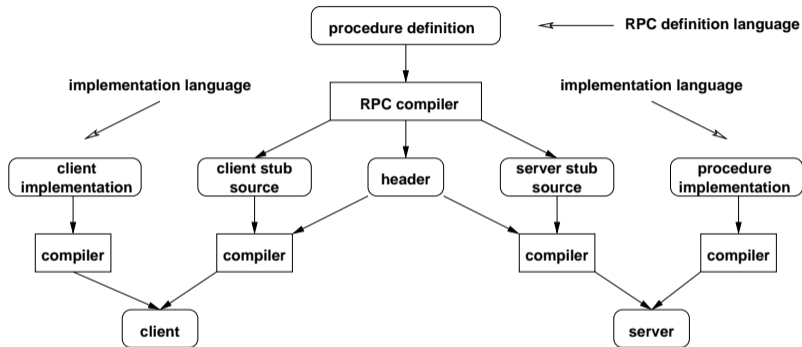 procedure definition
RPC definition language
implementation language
implementation language
RPC compiler
client
implementation
client stub
source
header
server stub
source
procedure
implementation
compiler
compiler
compiler
compiler
client
server